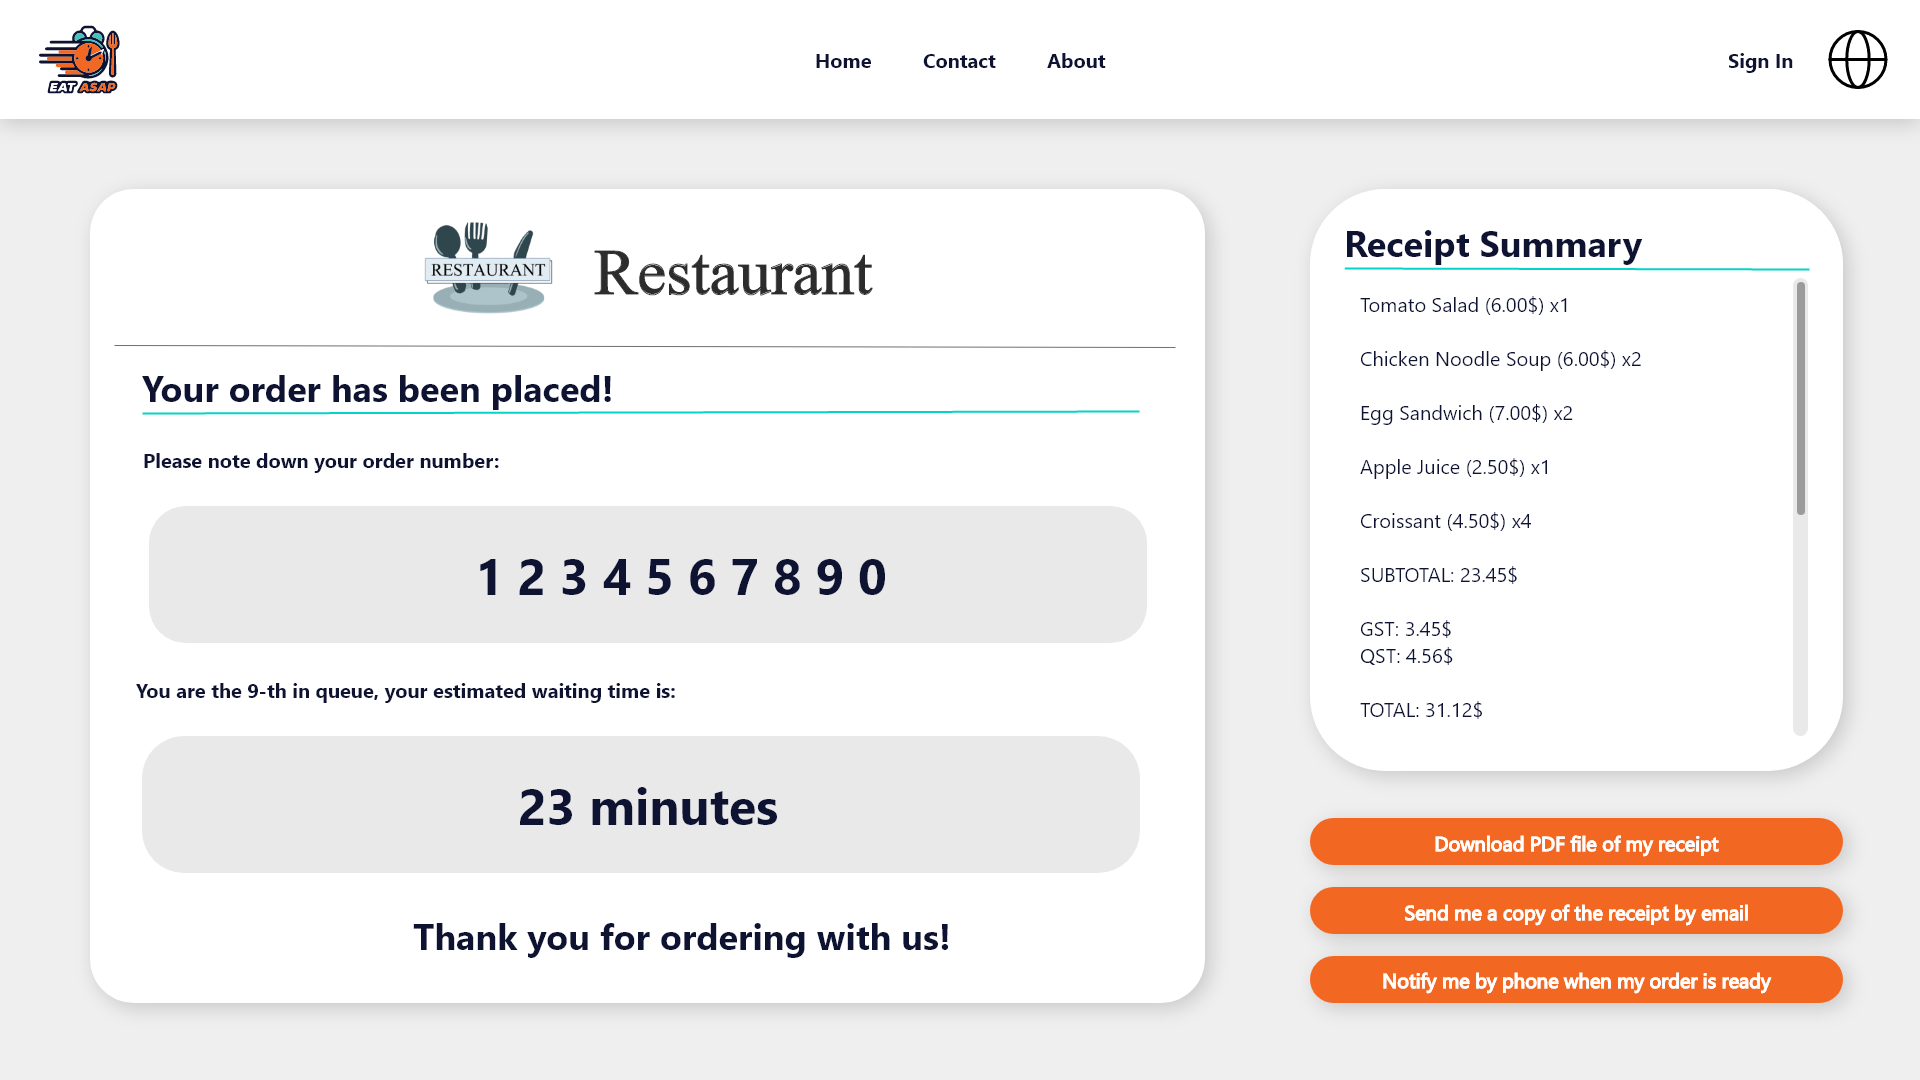 EAT ASAP
Home
Contact
About
Sign In
RESTAURANT
Restaurant
Your order has been placed!
Please note down your order number:
1 2 3 4 5 6 7 8 9 0
You are the 9-th in queue, your estimated waiting time is:
23 minutes
Thank you for ordering with us!
Receipt Summary
Tomato Salad (6.00$) x1
Chicken Noodle Soup (6.00$) x2
Egg Sandwich (7.00$) x2
Apple Juice (2.50$) x1
Croissant (4.50$) x4
SUBTOTAL: 23.45$
GST: 3.45$
QST: 4.56$
TOTAL: 31.12$
Download PDF file of my receipt
Send me a copy of the receipt by email
Notify me by phone when my order is ready